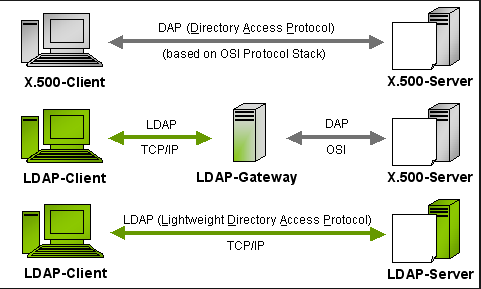 DAP (Directory Access Protocol)
(based on OSI Protocol Stack)
X.500-Client
X.500-Server
LDAP
TCP/IP
DAP
OSI
LDAP-Client
LDAP-Gateway
X.500-Server
LDAP (Lightweight Directory Access Protocol)
TCP/IP
LDAP-Client
LDAP-Server